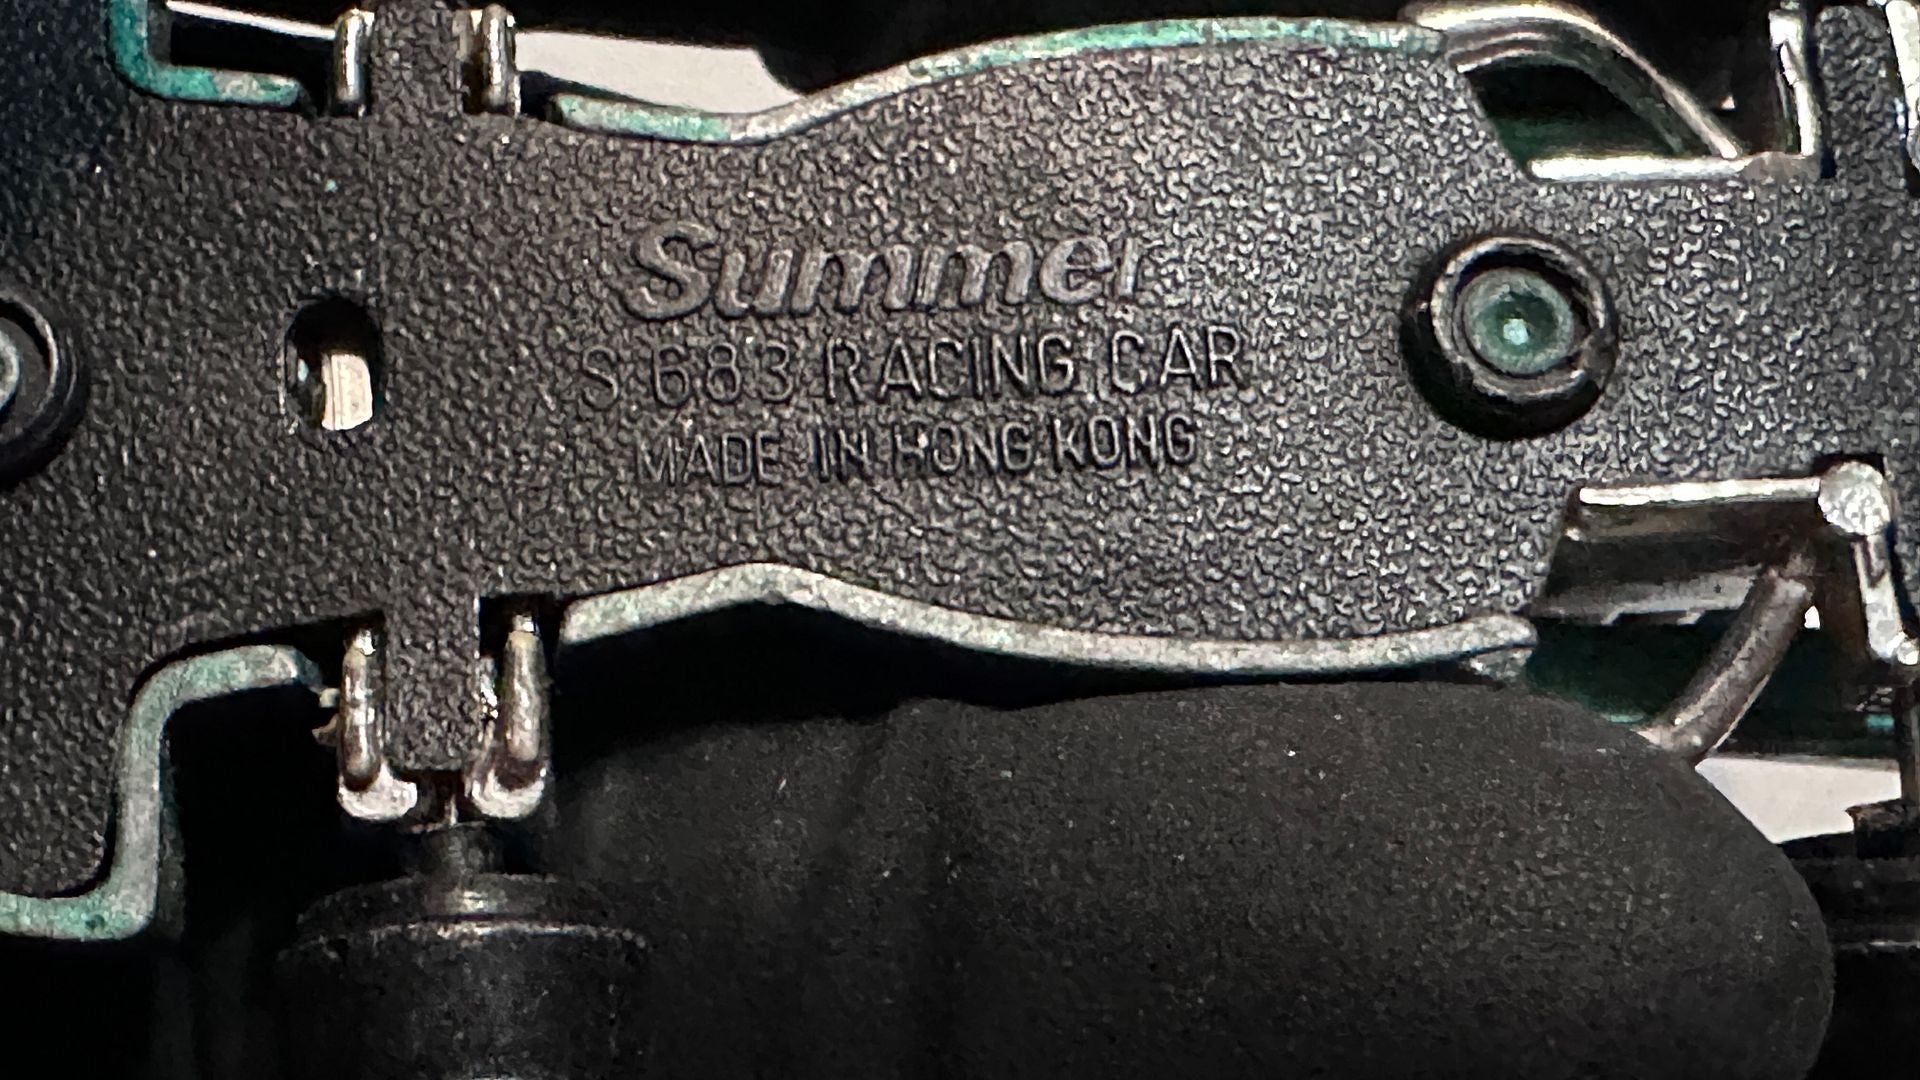 Summer
S 683 RACING CAR
MADE IN HONG KONG